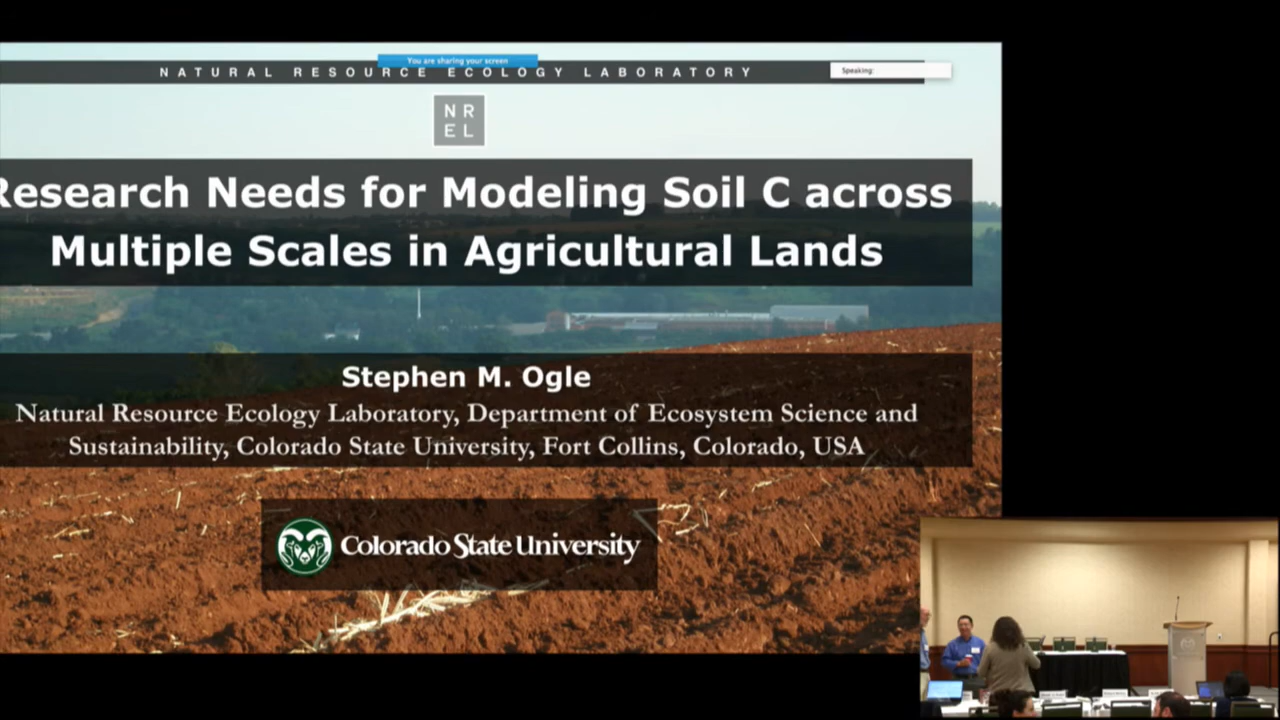 You are sharing your screen
NATURAL RESOURCE ECOLOGY LABORATORY
Speaking:
N R
E L
Research Needs for Modeling Soil C across
Multiple Scales in Agricultural Lands
Stephen M. Ogle
Natural Resource Ecology Laboratory, Department of Ecosystem Science and
Sustainability, Colorado State University, Fort Collins, Colorado, USA
Colorado State University